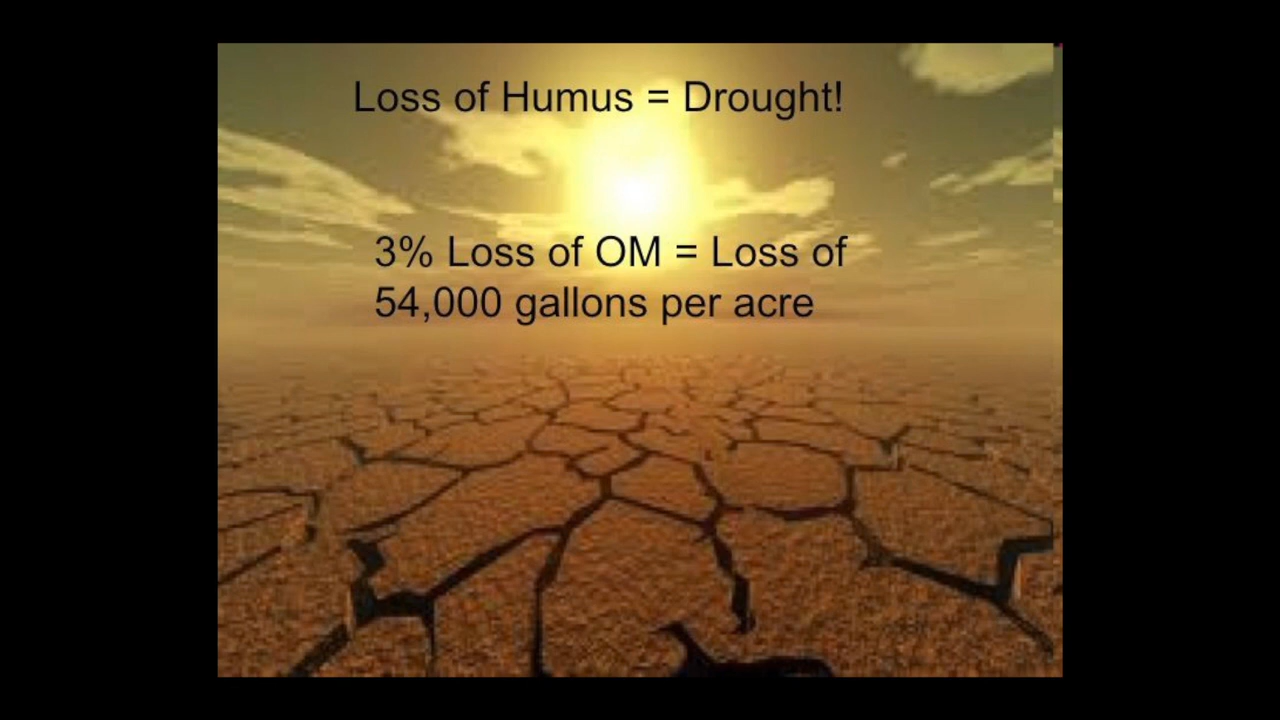 Loss of Humus = Drought!
3% Loss of OM = Loss of
54,000 gallons per acre